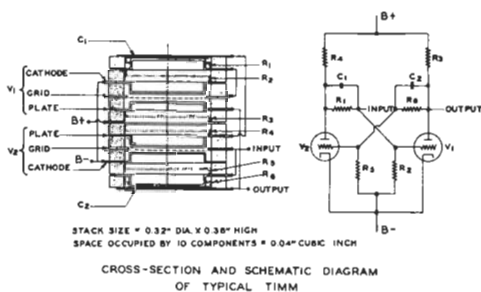 C1
R1
R2
CATHODE
V1
GRID
PLATE
B+
R3
R4
PLATE
V2
GRID
INPUT
B-
R5
CATHODE
R6
C2
OUTPUT
B+
R4
R3
C1
C2
R1
INPUT
R6
OUTPUT
V2
V1
R5
R2
B-
STACK SIZE = 0.32" DIA. X 0.36" HIGH
SPACE OCCUPIED BY 10 COMPONENTS = 0.04" CUBIC INCH
CROSS-SECTION AND SCHEMATIC DIAGRAM
OF TYPICAL TIMM